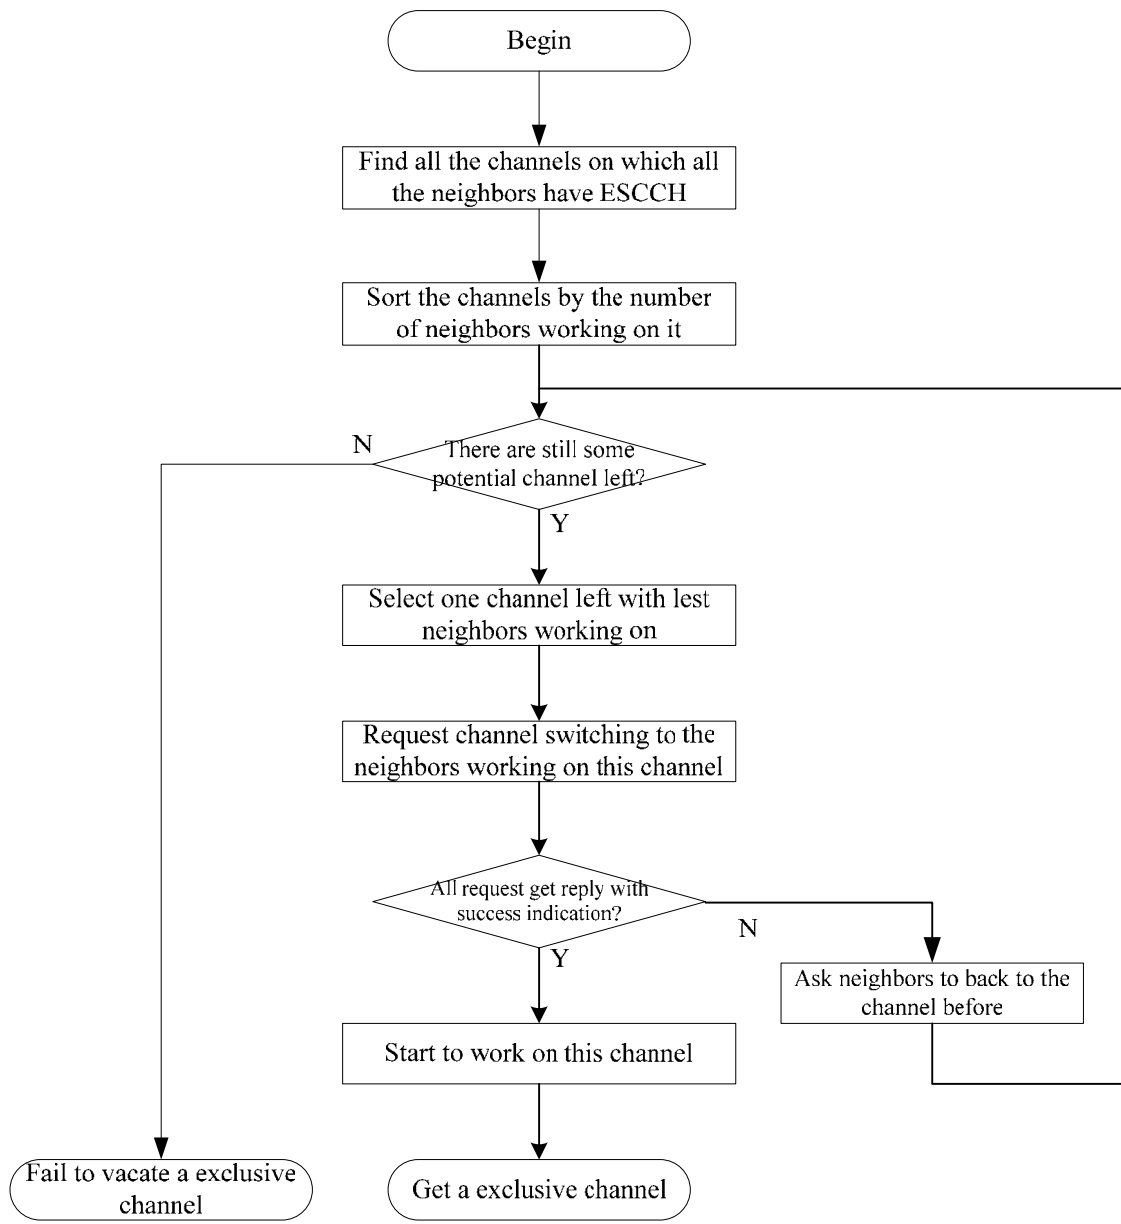 Begin
Find all the channels on which all
the neighbors have ESCCH
Sort the channels by the number
of neighbors working on it
N
There are still some
potential channel left?
Y
Select one channel left with lest
neighbors working on
Request channel switching to the
neighbors working on this channel
All request get reply with
success indication?
N
Y
Ask neighbors to back to the
channel before
Start to work on this channel
Fail to vacate a exclusive
channel
Get a exclusive channel